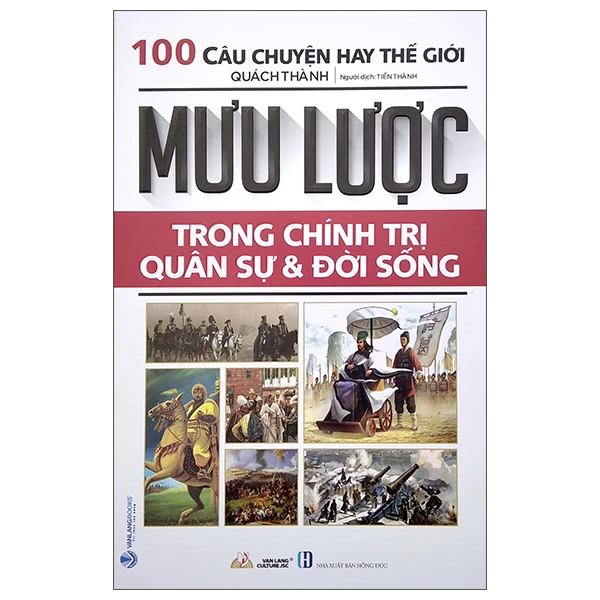 100 CÂU CHUYỆN HAY THẾ GIỚI
QUÁCH THÀNH | Người dịch: TIẾN THÀNH
MƯU LƯỢC
TRONG CHÍNH TRỊ
QUÂN SỰ & ĐỜI SỐNG
VANLANGBOOKS
VAN LANG
CULTURE JSC
NHÀ XUẤT BẢN HỒNG ĐỨC